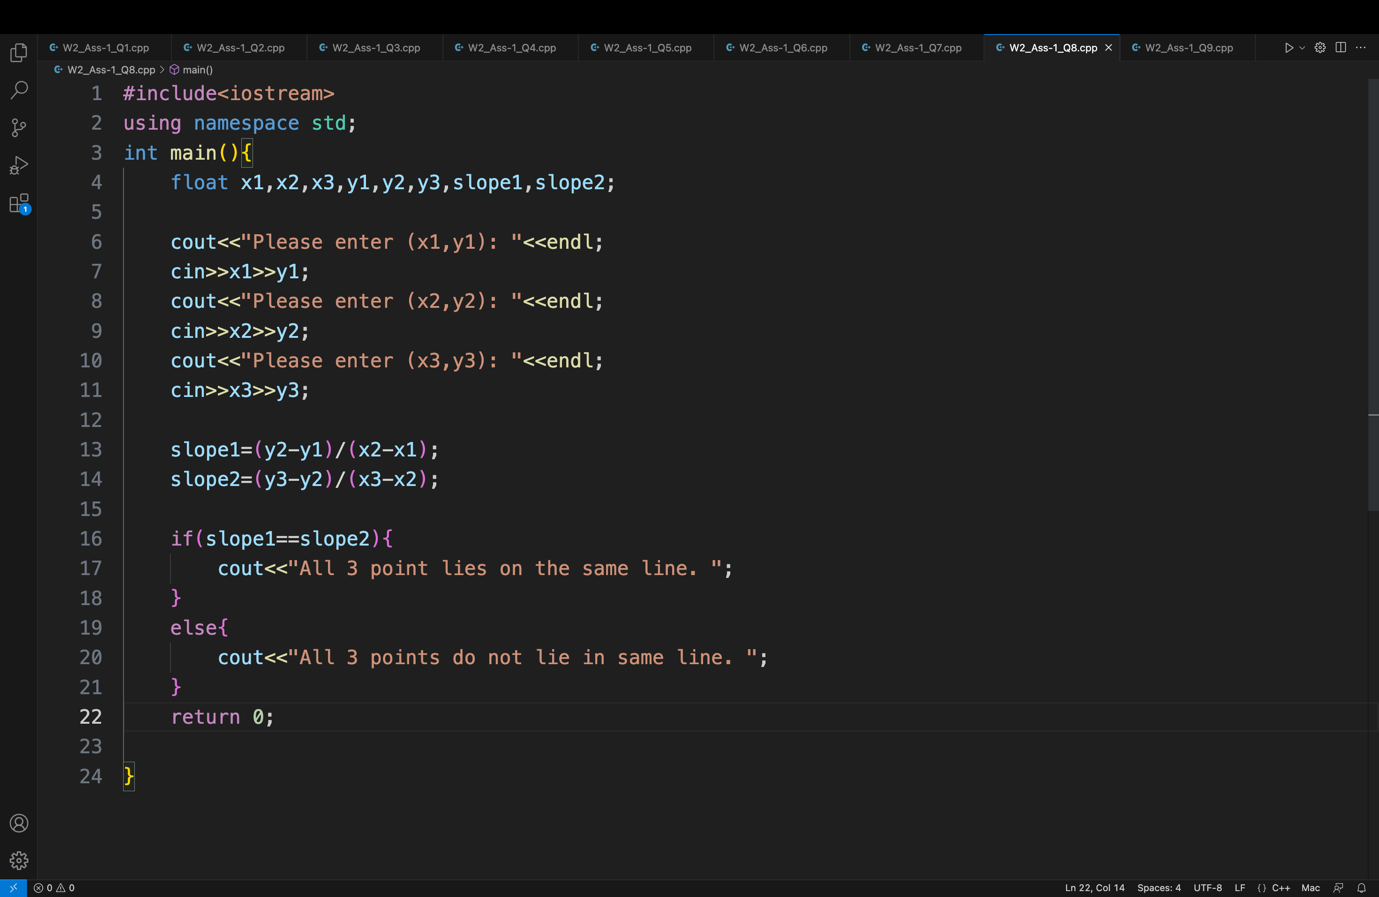 W2_Ass-1_Q1.cpp W2_Ass-1_Q2.cpp W2_Ass-1_Q3.cpp W2_Ass-1_Q4.cpp W2_Ass-1_Q5.cpp W2_Ass-1_Q6.cpp W2_Ass-1_Q7.cpp W2_Ass-1_Q8.cpp W2_Ass-1_Q9.cpp
W2_Ass-1_Q8.cpp > main()
1 #include<iostream>
2 using namespace std;
3 int main(){
4 float x1,x2,x3,y1,y2,y3,slope1,slope2;
5
6 cout<<"Please enter (x1,y1): "<<endl;
7 cin>>x1>>y1;
8 cout<<"Please enter (x2,y2): "<<endl;
9 cin>>x2>>y2;
10 cout<<"Please enter (x3,y3): "<<endl;
11 cin>>x3>>y3;
12
13 slope1=(y2-y1)/(x2-x1);
14 slope2=(y3-y2)/(x3-x2);
15
16 if(slope1==slope2){
17 cout<<"All 3 point lies on the same line. ";
18 }
19 else{
20 cout<<"All 3 points do not lie in same line. ";
21 }
22 return 0;
23
24 }
1
0 0 Ln 22, Col 14 Spaces: 4 UTF-8 LF {} C++ Mac